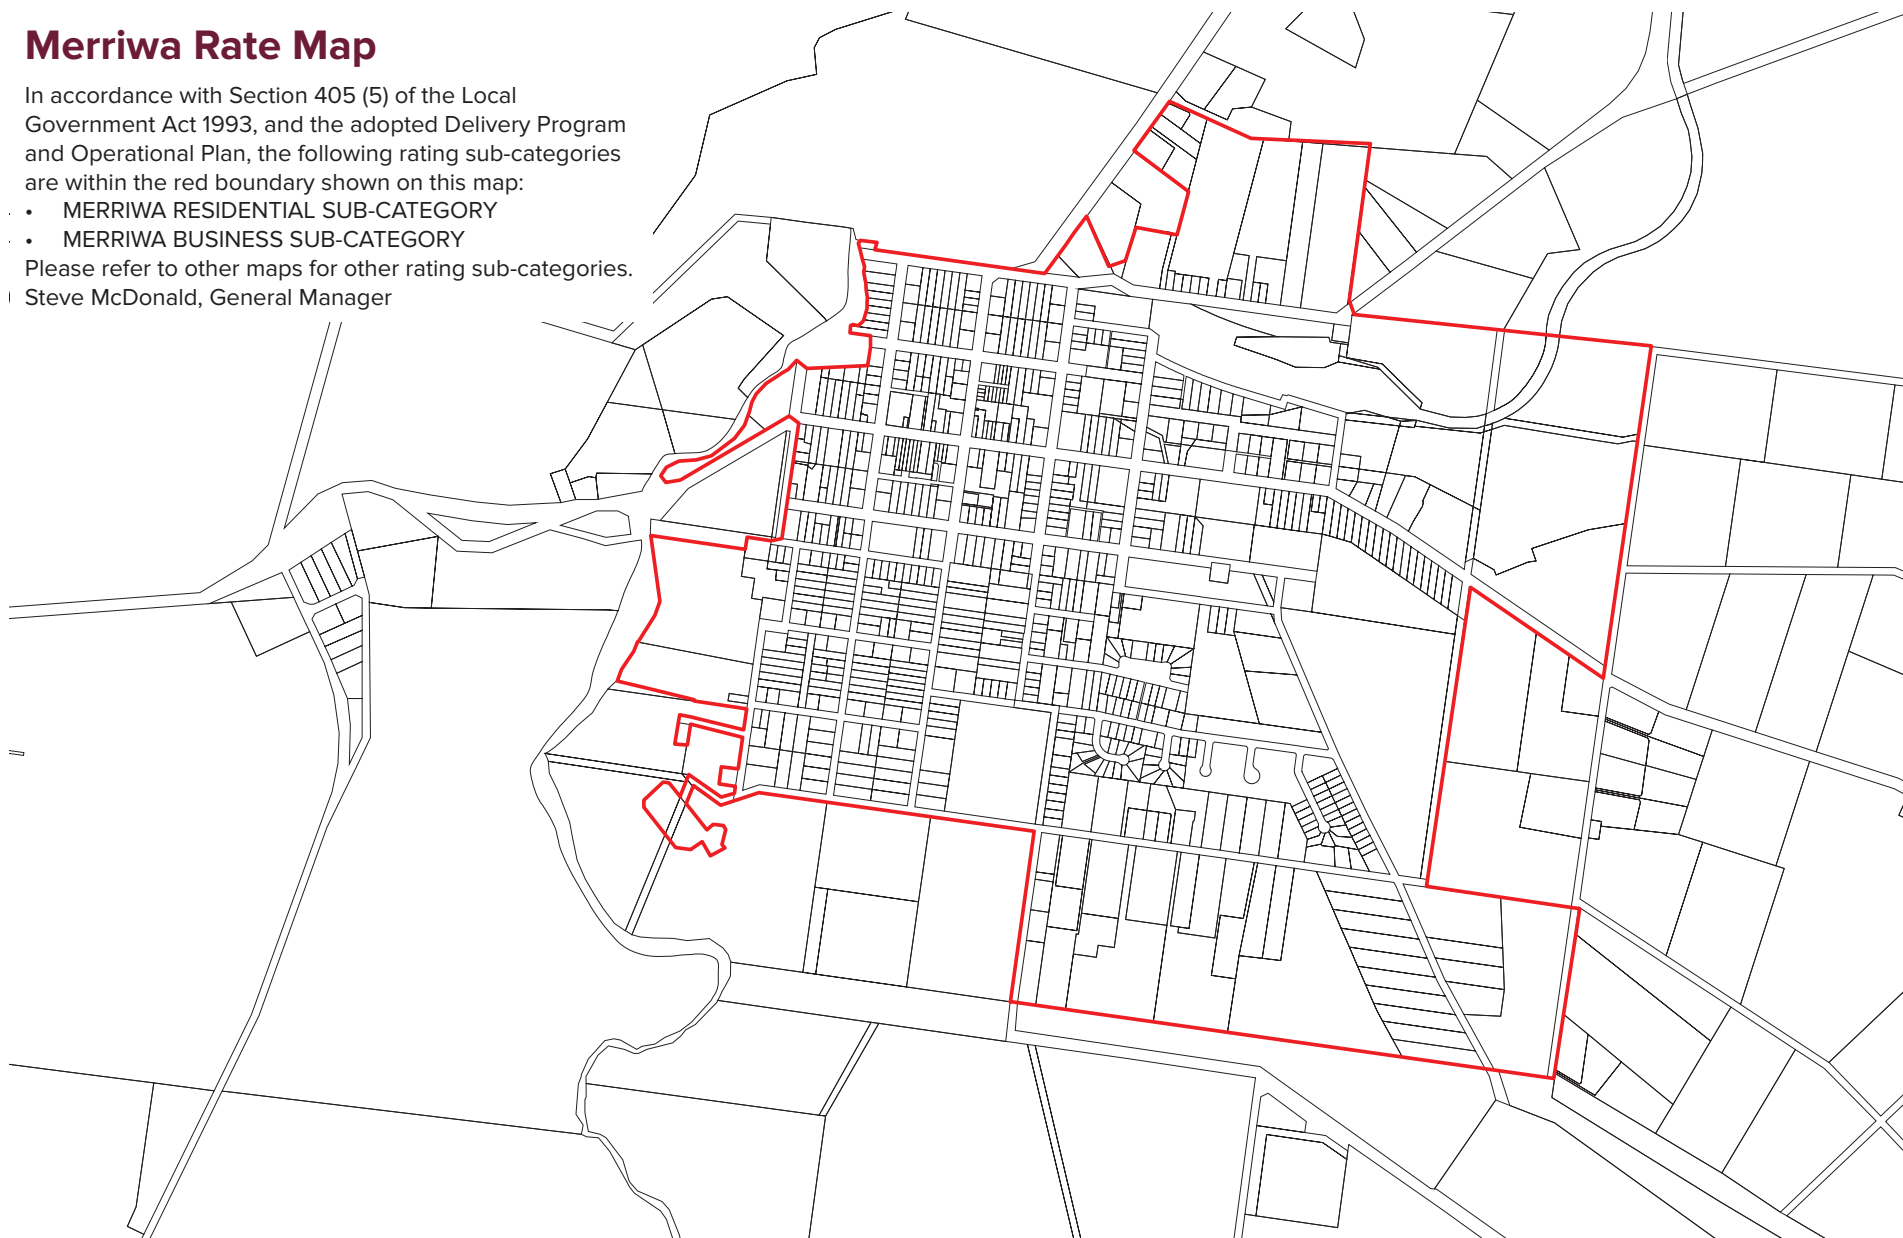 Merriwa Rate Map
In accordance with Section 405 (5) of the Local
Government Act 1993, and the adopted Delivery Program
and Operational Plan, the following rating sub-categories
are within the red boundary shown on this map:
• MERRIWA RESIDENTIAL SUB-CATEGORY
• MERRIWA BUSINESS SUB-CATEGORY
Please refer to other maps for other rating sub-categories.
Steve McDonald, General Manager